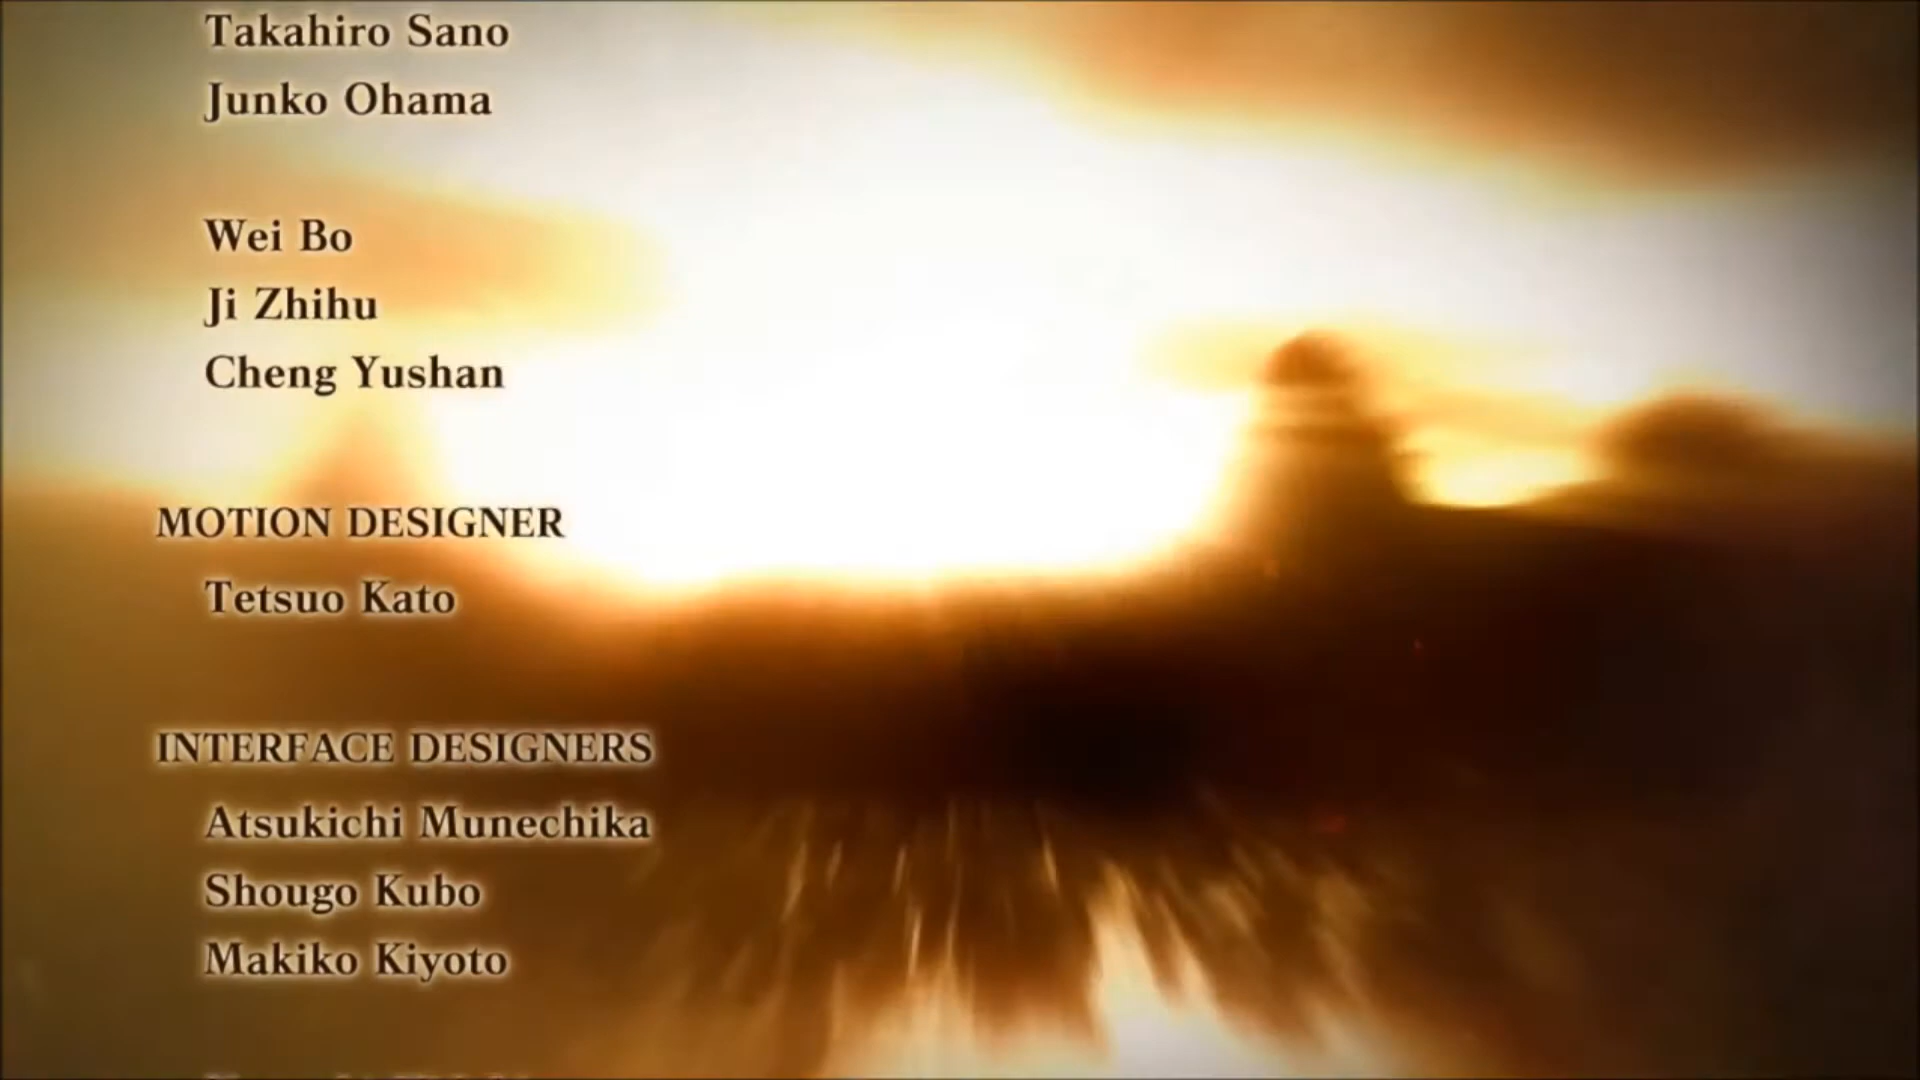 Takahiro Sano
Junko Ohama
Wei Bo
Ji Zhihu
Cheng Yushan
MOTION DESIGNER
Tetsuo Kato
INTERFACE DESIGNERS
Atsukichi Munechika
Shougo Kubo
Makiko Kiyoto